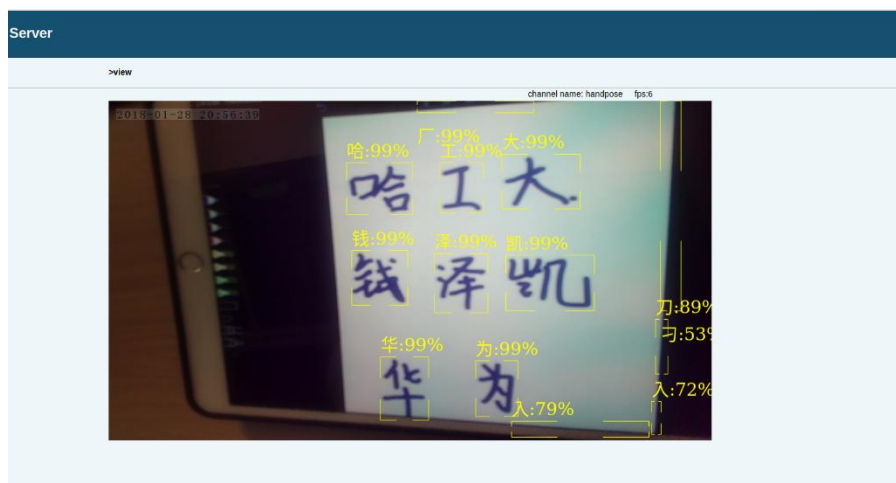 Server
>view
channel name: handpose fps:6
2018-01-28 20:56:39
厂:99%
哈:99% 工:99% 大:99%
哈工大
钱:99% 泽:99% 凯:99%
钱泽凯
刀:89%
刁:53%
华:99% 为:99%
华为
入:72%
入:79%